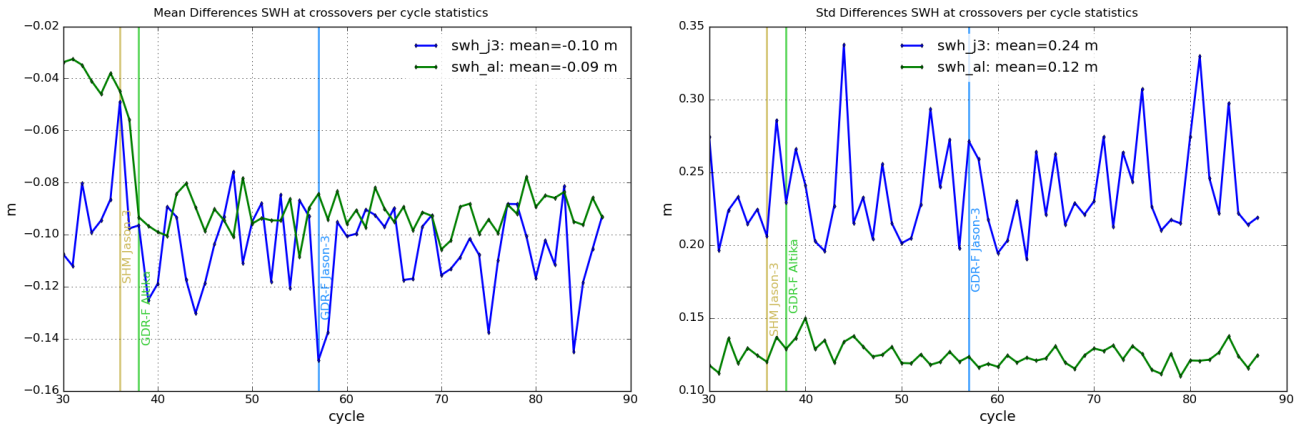 Mean Differences SWH at crossovers per cycle statistics
−0.02
−0.04
−0.06
−0.08
−0.10
−0.12
−0.14
−0.16
m
swh_j3: mean=-0.10 m
swh_al: mean=-0.09 m
SHM Jason-3
GDR-F Altika
GDR-F Jason-3
30 40 50 60 70 80 90
cycle
Std Differences SWH at crossovers per cycle statistics
0.35
0.30
0.25
0.20
0.15
0.10
m
swh_j3: mean=0.24 m
swh_al: mean=0.12 m
SHM Jason-3
GDR-F Altika
GDR-F Jason-3
30 40 50 60 70 80 90
cycle